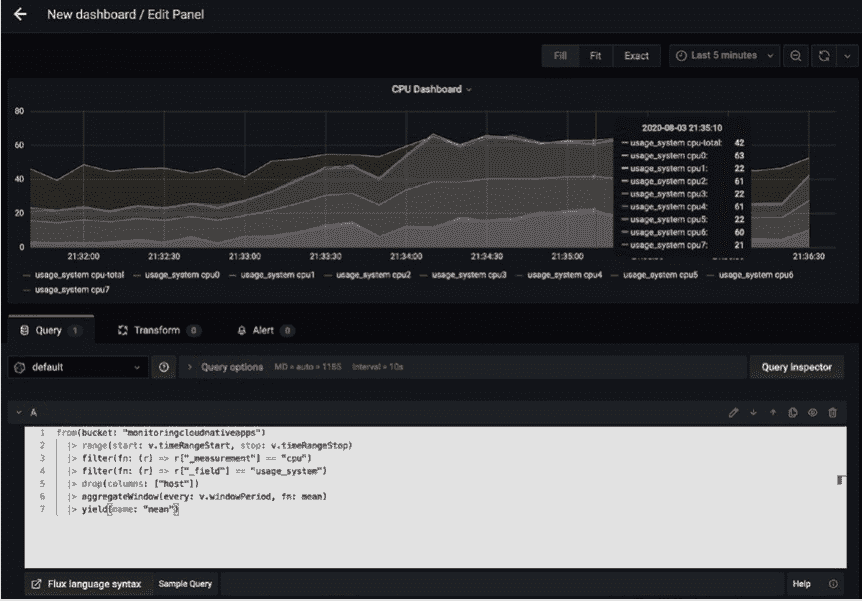 New dashboard / Edit Panel
Fill Fit Exact Last 5 minutes
CPU Dashboard
80
60
40
20
0
2020-08-03 21:35:10
usage_system cpu-total: 42
usage_system cpu0: 63
usage_system cpu1: 22
usage_system cpu2: 61
usage_system cpu3: 22
usage_system cpu4: 61
usage_system cpu5: 22
usage_system cpu6: 60
usage_system cpu7: 21
21:32:00 21:32:30 21:33:00 21:33:30 21:34:00 21:34:30 21:35:00 21:36:30
usage_system cpu-total usage_system cpu0 usage_system cpu1 usage_system cpu2 usage_system cpu3 usage_system cpu4 usage_system cpu5 usage_system cpu6
usage_system cpu7
Query 1 Transform 0 Alert 0
default Query options MD = auto = 1165 Interval = 10s Query inspector
A
1 from(bucket: "monitoringcloudnativeapps")
2 |> range(start: v.timeRangeStart, stop: v.timeRangeStop)
3 |> filter(fn: (r) => r["_measurement"] == "cpu")
4 |> filter(fn: (r) => r["_field"] == "usage_system")
5 |> drop(columns: ["host"])
6 |> aggregateWindow(every: v.windowPeriod, fn: mean)
7 |> yield(name: "mean")
Flux language syntax Sample Query Help